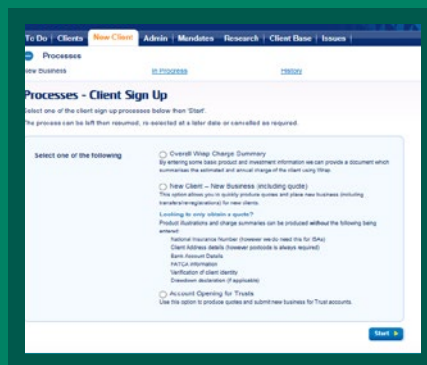 To Do | Clients | New Client | Admin | Mandates | Research | Client Base | Issues |
Processes
New Business In Progress History
Processes - Client Sign Up
Select one of the client sign up processes below then 'Start'.
The process can be left then resumed, re-selected at a later date or cancelled as required.
Select one of the following
Overall Wrap Charge Summary
By entering some basic product and investment information we can provide a document which
summarises the estimated and annual charge of the client using Wrap
New Client – New Business (including quote)
This option allows you to quickly produce quotes and place new business (including
transfers/re-registrations) for new clients.
Looking to only obtain a quote?
Product illustrations and charge summaries can be produced without the following being
entered:
National Insurance Number (however we do need this for ISAs)
Client Address details (however postcode is always required)
Bank Account Details
FATCA information
Verification of client identity
Drawdown declaration (if applicable)
Account Opening for Trusts
Use this option to produce quotes and submit new business for Trust accounts.
Start